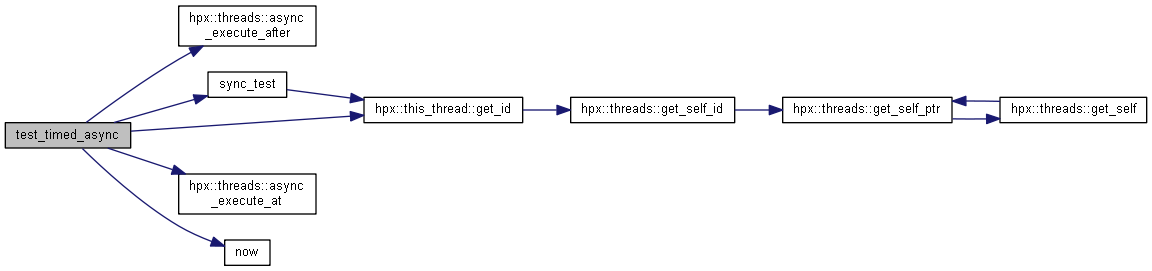 hpx::threads::async
_execute_after
sync_test
hpx::this_thread::get_id
hpx::threads::get_self_id
hpx::threads::get_self_ptr
hpx::threads::get_self
test_timed_async
hpx::threads::async
_execute_at
now